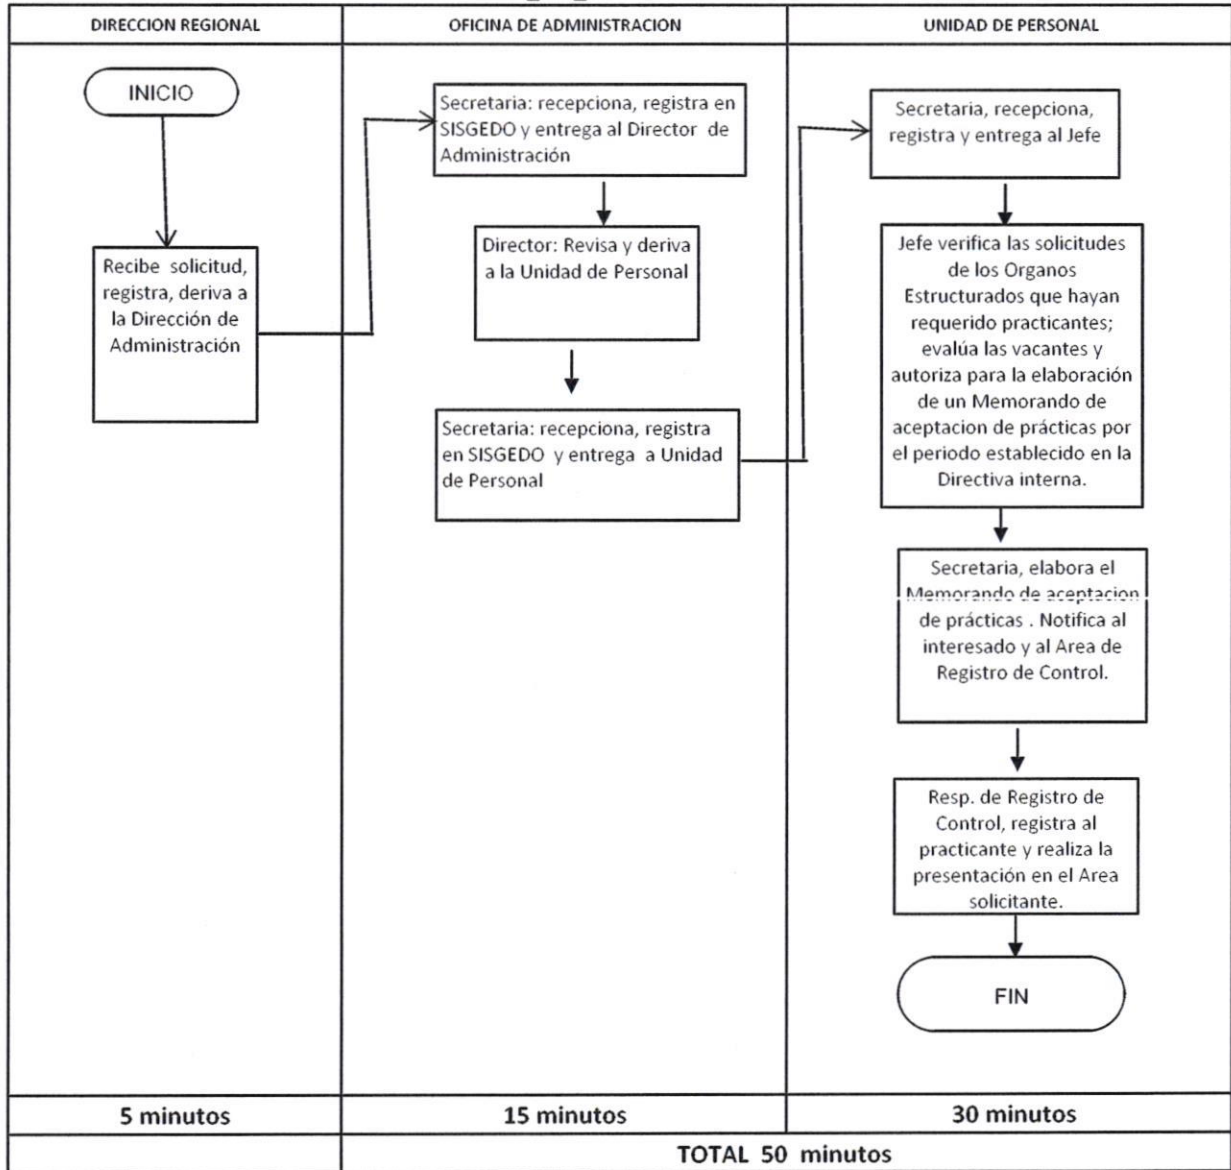 DIRECCION REGIONAL
OFICINA DE ADMINISTRACION
UNIDAD DE PERSONAL
INICIO
Recibe solicitud,
registra, deriva a
la Dirección de
Administración
Secretaria: recepciona, registra en
SISGEDO y entrega al Director de
Administración
Director: Revisa y deriva
a la Unidad de Personal
Secretaria: recepciona, registra
en SISGEDO y entrega a Unidad
de Personal
Secretaria, recepciona,
registra y entrega al Jefe
Jefe verifica las solicitudes
de los Organos
Estructurados que hayan
requerido practicantes;
evalúa las vacantes y
autoriza para la elaboración
de un Memorando de
aceptacion de prácticas por
el periodo establecido en la
Directiva interna.
Secretaria, elabora el
Memorando de aceptacion
de prácticas . Notifica al
interesado y al Area de
Registro de Control.
Resp. de Registro de
Control, registra al
practicante y realiza la
presentación en el Area
solicitante.
FIN
5 minutos
15 minutos
30 minutos
TOTAL 50 minutos